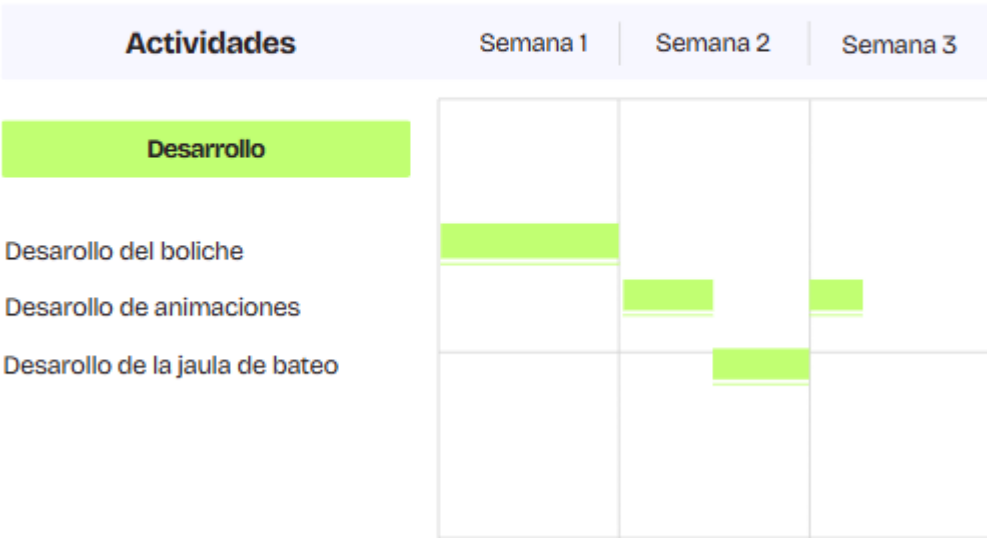 Actividades
Semana 1
Semana 2
Semana 3
Desarrollo
Desarollo del boliche
Desarrollo de animaciones
Desarollo de la jaula de bateo